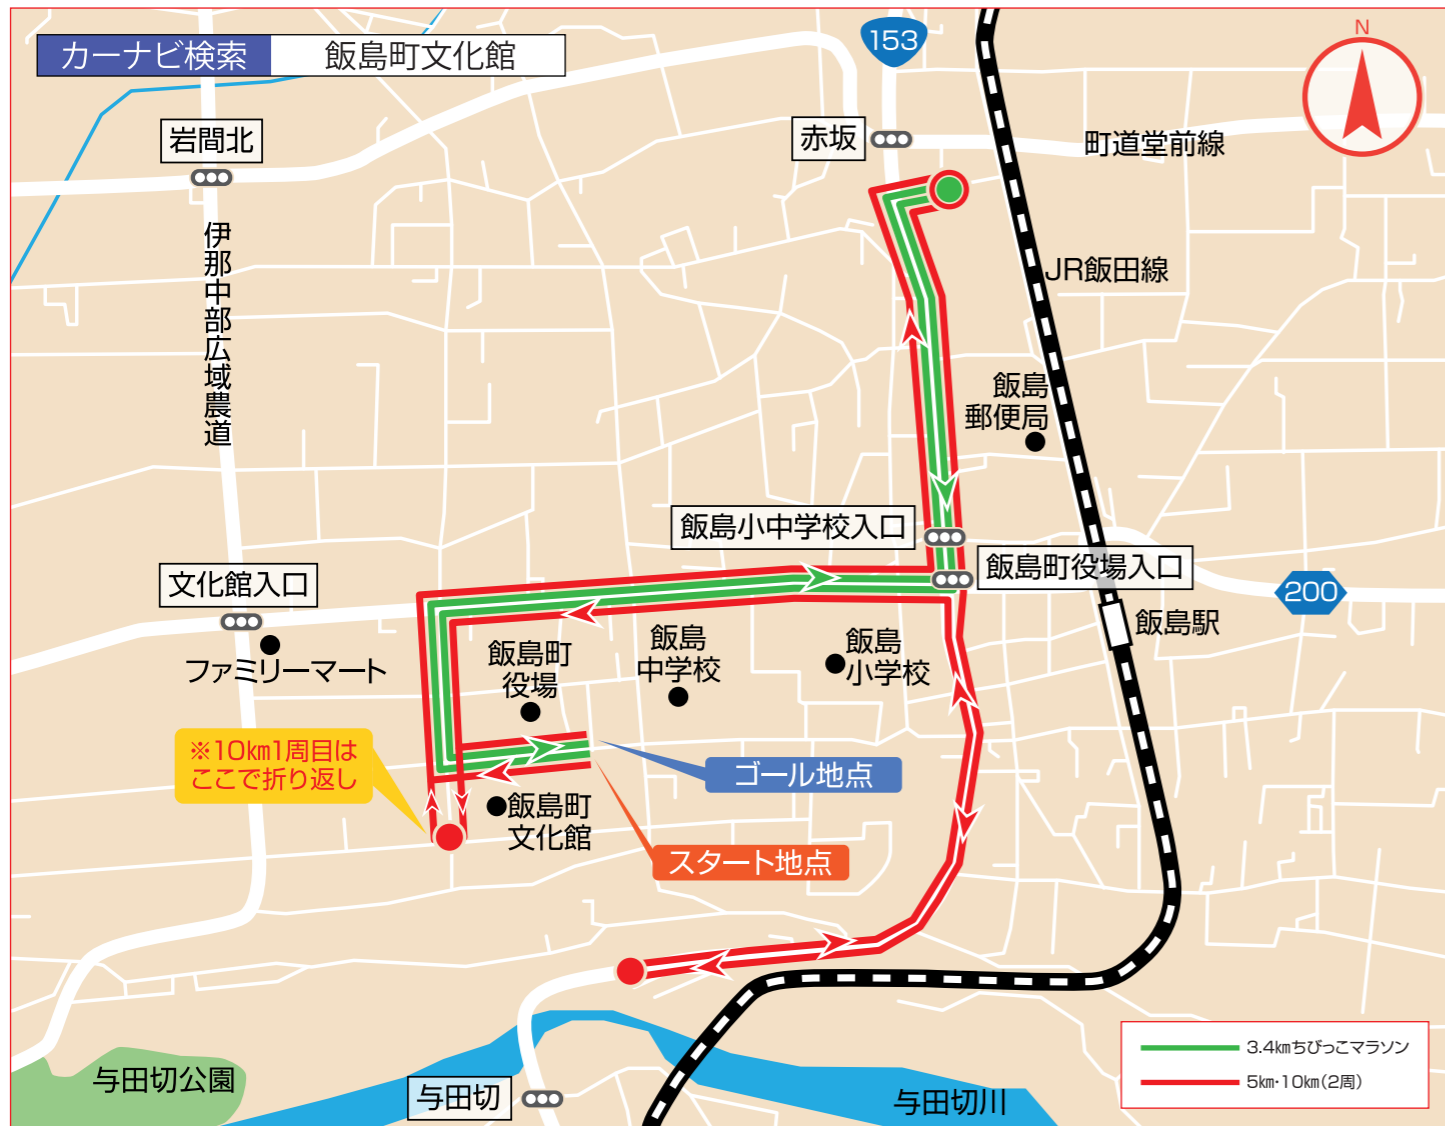 カーナビ検索 飯島町文化館
153
N
岩間北
赤坂
町道堂前線
伊那中部広域農道
JR飯田線
飯島
郵便局
飯島小中学校入口
飯島町役場入口
文化館入口
200
飯島駅
ファミリーマート
飯島町
役場
飯島
中学校
飯島
小学校
※10km1周目は
ここで折り返し
ゴール地点
飯島町
文化館
スタート地点
3.4㎞ちびっこマラソン
5㎞・10㎞(2周)
与田切公園
与田切
与田切川